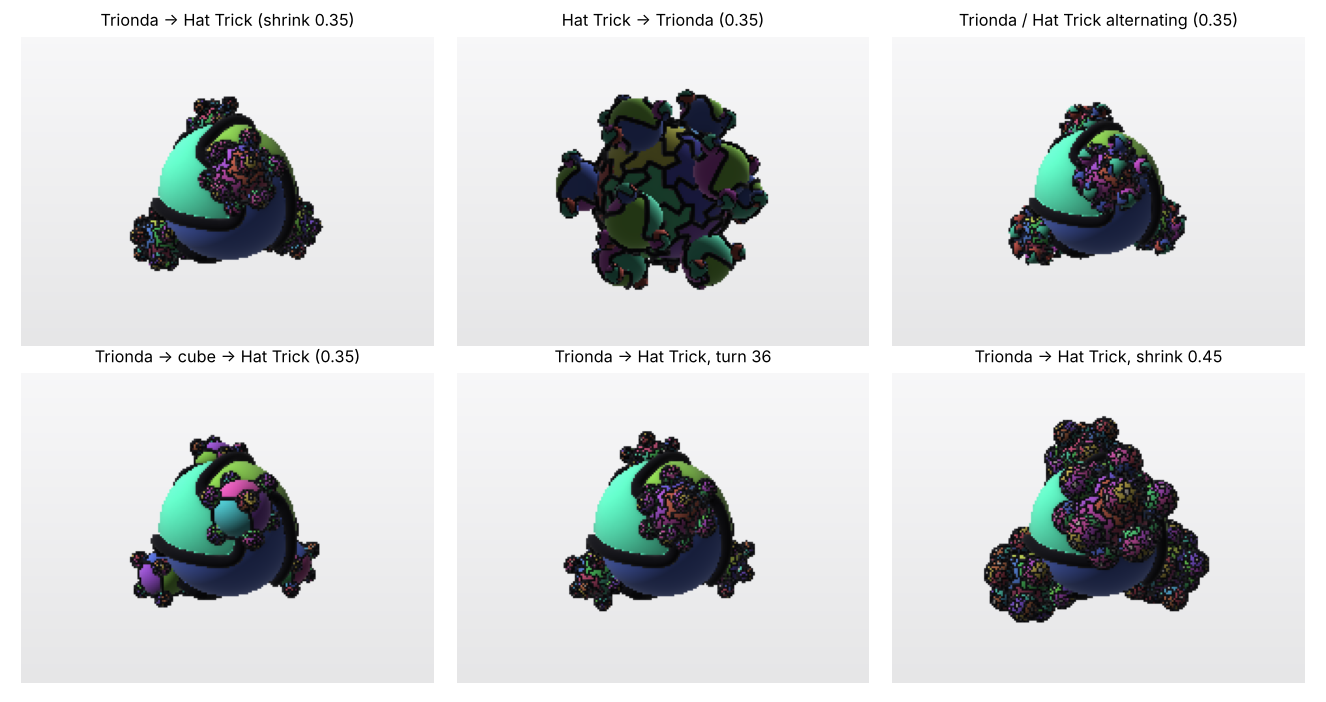 Trionda → Hat Trick (shrink 0.35)
Hat Trick → Trionda (0.35)
Trionda / Hat Trick alternating (0.35)
Trionda → cube → Hat Trick (0.35)
Trionda → Hat Trick, turn 36
Trionda → Hat Trick, shrink 0.45